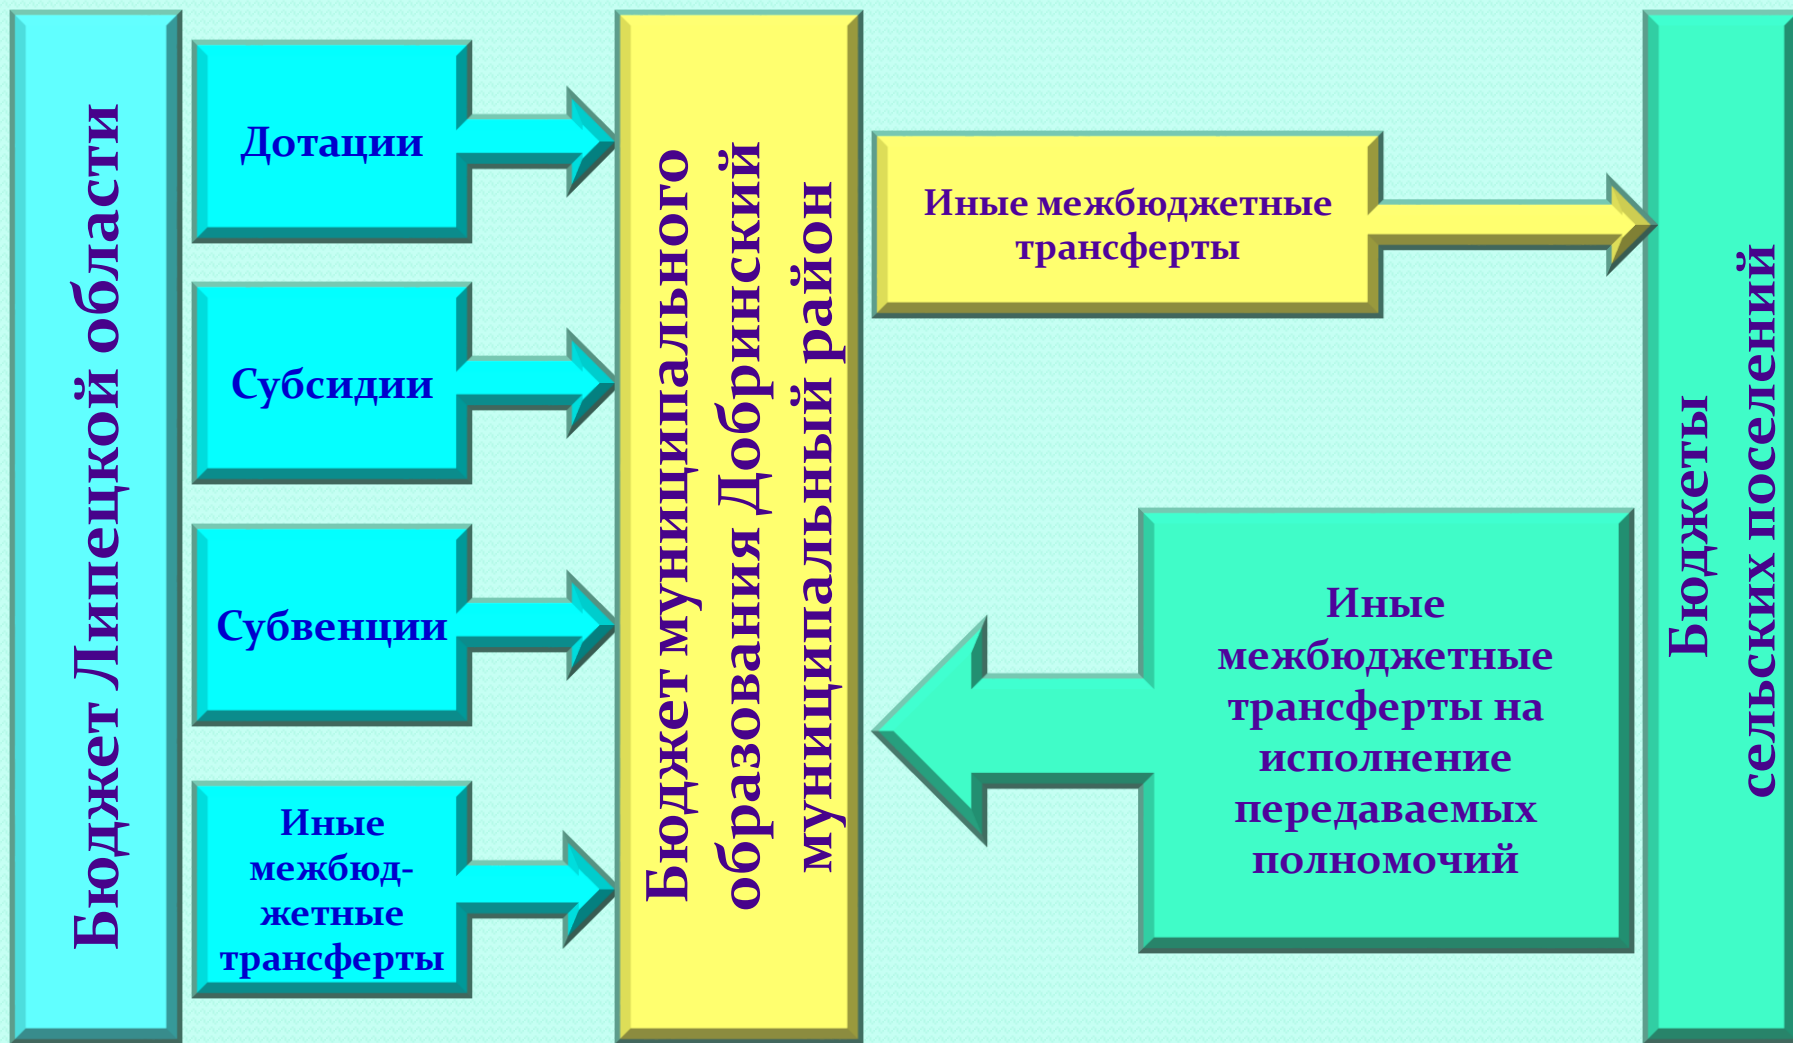 Бюджет Липецкой области
Дотации
Субсидии
Субвенции
Иные
межбюд-
жетные
трансферты
Бюджет муниципального
образования Добринский
муниципальный район
Иные межбюджетные
трансферты
Иные
межбюджетные
трансферты на
исполнение
передаваемых
полномочий
Бюджеты
сельских поселений